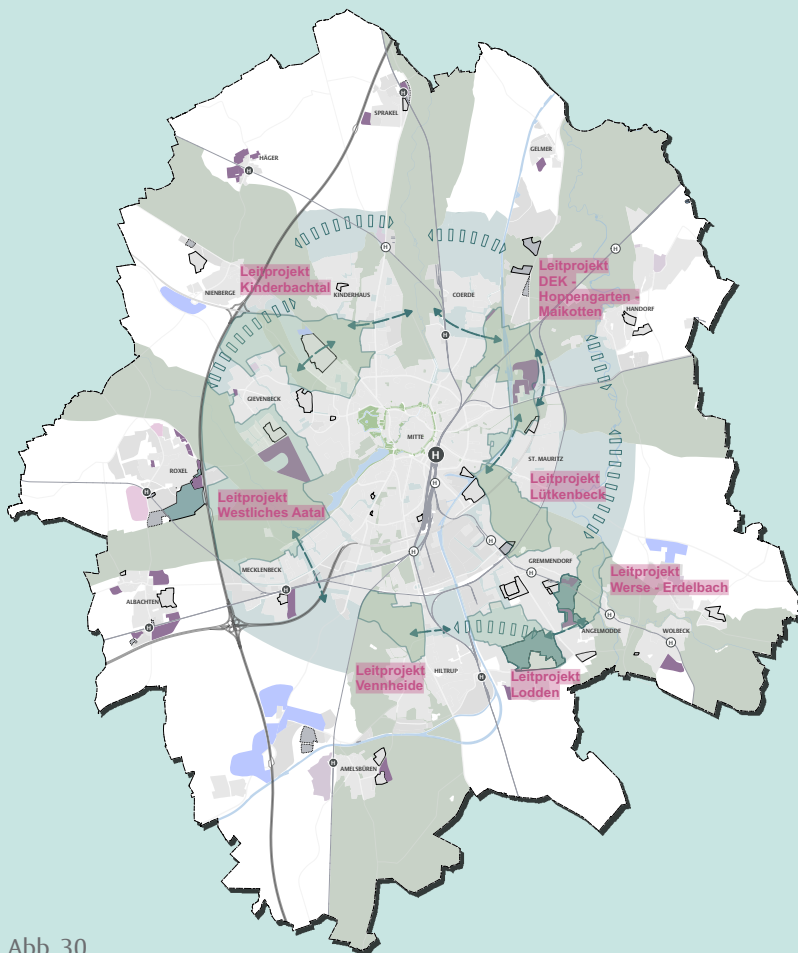 SPRAKEL
H
HÄGER
H
GELMER
H
H
Leitprojekt
Kinderbachtal
NIENBERGE
KINDERHAUS
COERDE
Leitprojekt
DEK -
Hoppengarten -
Maikotten
HANDORF
H
GIEVENBECK
MITTE
H
ST. MAURITZ
ROXEL
H
H
Leitprojekt
Westliches Aatal
Leitprojekt
Lütkenbeck
H
H
GREMMENDORF
H
MECKLENBECK
H
Leitprojekt
Werse - Erdelbach
ALBACHTEN
H
H
ANGELMODDE
WOLBECK
H
Leitprojekt
Vennheide
HILTRUP
H
Leitprojekt
Lodden
H
AMELSBÜREN
Abb. 30